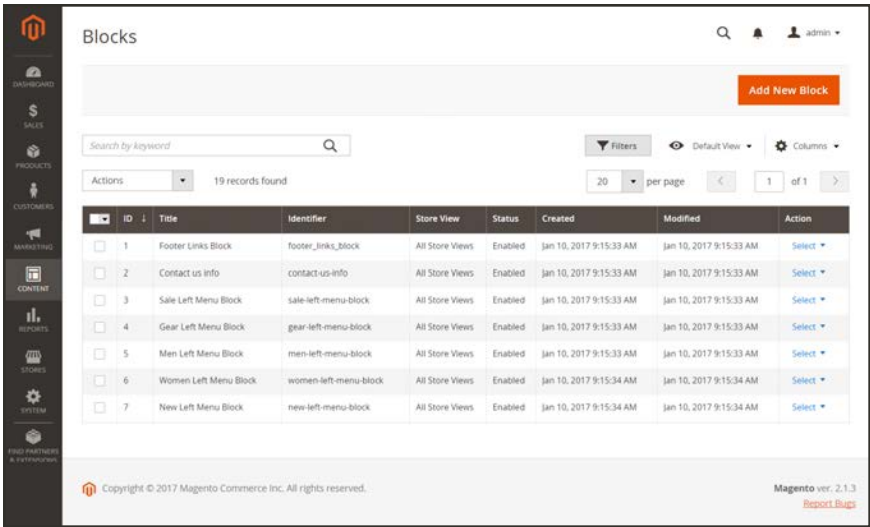 Blocks
admin
DASHBOARD
Add New Block
SALES
Search by keyword
Filters
Default View
Columns
PRODUCTS
Actions
19 records found
20
per page
1
of 1
CUSTOMERS
ID ↓ Title Identifier Store View Status Created Modified Action
MARKETING
1 Footer Links Block footer_links_block All Store Views Enabled Jan 10, 2017 9:15:33 AM Jan 10, 2017 9:15:33 AM Select
2 Contact us info contact-us-info All Store Views Enabled Jan 10, 2017 9:15:33 AM Jan 10, 2017 9:15:33 AM Select
CONTENT
3 Sale Left Menu Block sale-left-menu-block All Store Views Enabled Jan 10, 2017 9:15:33 AM Jan 10, 2017 9:15:33 AM Select
4 Gear Left Menu Block gear-left-menu-block All Store Views Enabled Jan 10, 2017 9:15:33 AM Jan 10, 2017 9:15:33 AM Select
REPORTS
5 Men Left Menu Block men-left-menu-block All Store Views Enabled Jan 10, 2017 9:15:33 AM Jan 10, 2017 9:15:33 AM Select
STORES
6 Women Left Menu Block women-left-menu-block All Store Views Enabled Jan 10, 2017 9:15:34 AM Jan 10, 2017 9:15:34 AM Select
7 New Left Menu Block new-left-menu-block All Store Views Enabled Jan 10, 2017 9:15:34 AM Jan 10, 2017 9:15:34 AM Select
SYSTEM
FIND PARTNERS
& EXTENSIONS
Copyright © 2017 Magento Commerce Inc. All rights reserved.
Magento ver. 2.1.3
Report Bugs